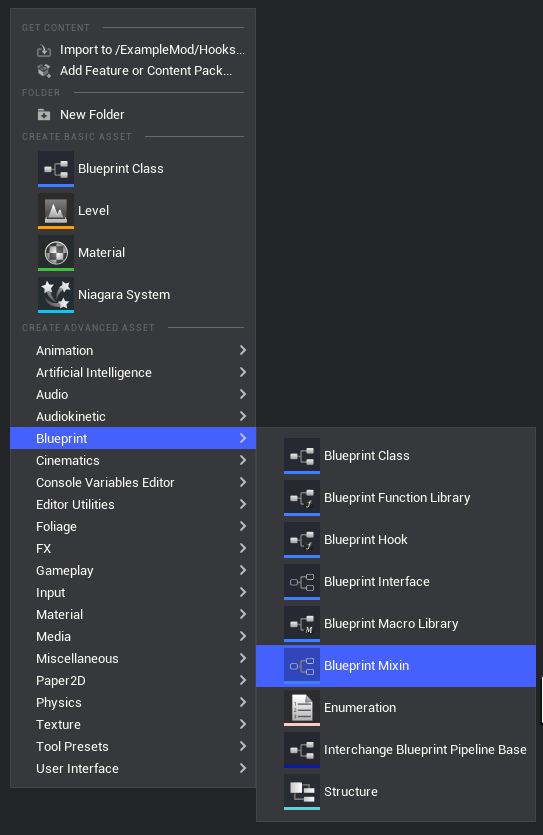 GET CONTENT
Import to /ExampleMod/Hooks...
Add Feature or Content Pack...
FOLDER
New Folder
CREATE BASIC ASSET
Blueprint Class
Level
Material
Niagara System
CREATE ADVANCED ASSET
Animation
Artificial Intelligence
Audio
Audiokinetic
Blueprint
Cinematics
Console Variables Editor
Editor Utilities
Foliage
FX
Gameplay
Input
Material
Media
Miscellaneous
Paper2D
Physics
Texture
Tool Presets
User Interface
Blueprint Class
Blueprint Function Library
Blueprint Hook
Blueprint Interface
Blueprint Macro Library
Blueprint Mixin
Enumeration
Interchange Blueprint Pipeline Base
Structure